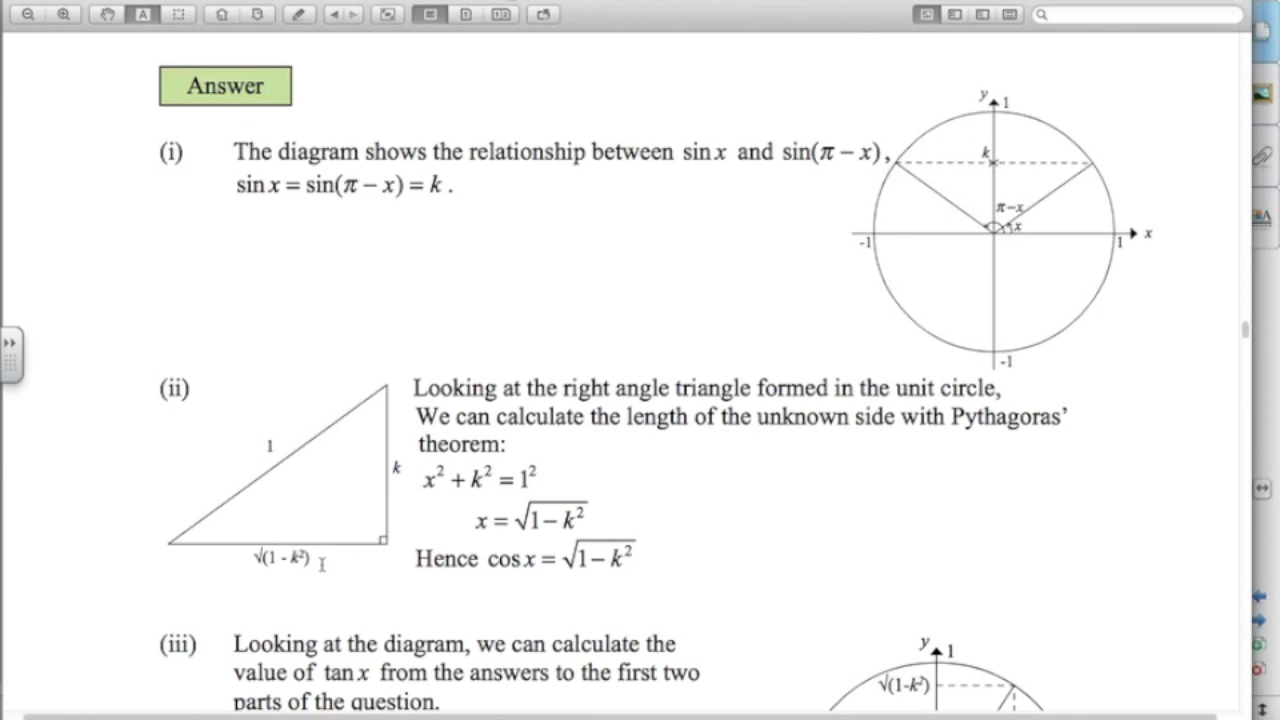 Answer
(i) The diagram shows the relationship between sin x and sin(π − x),
sin x = sin(π − x) = k .
y
1
k
π−x
x
-1
1
x
-1
(ii)
1
k
√(1 - k²)
Looking at the right angle triangle formed in the unit circle,
We can calculate the length of the unknown side with Pythagoras’
theorem:
x² + k² = 1²
x = √1 − k²
Hence cos x = √1 − k²
(iii) Looking at the diagram, we can calculate the
value of tan x from the answers to the first two
parts of the question.
y
1
√(1-k²)